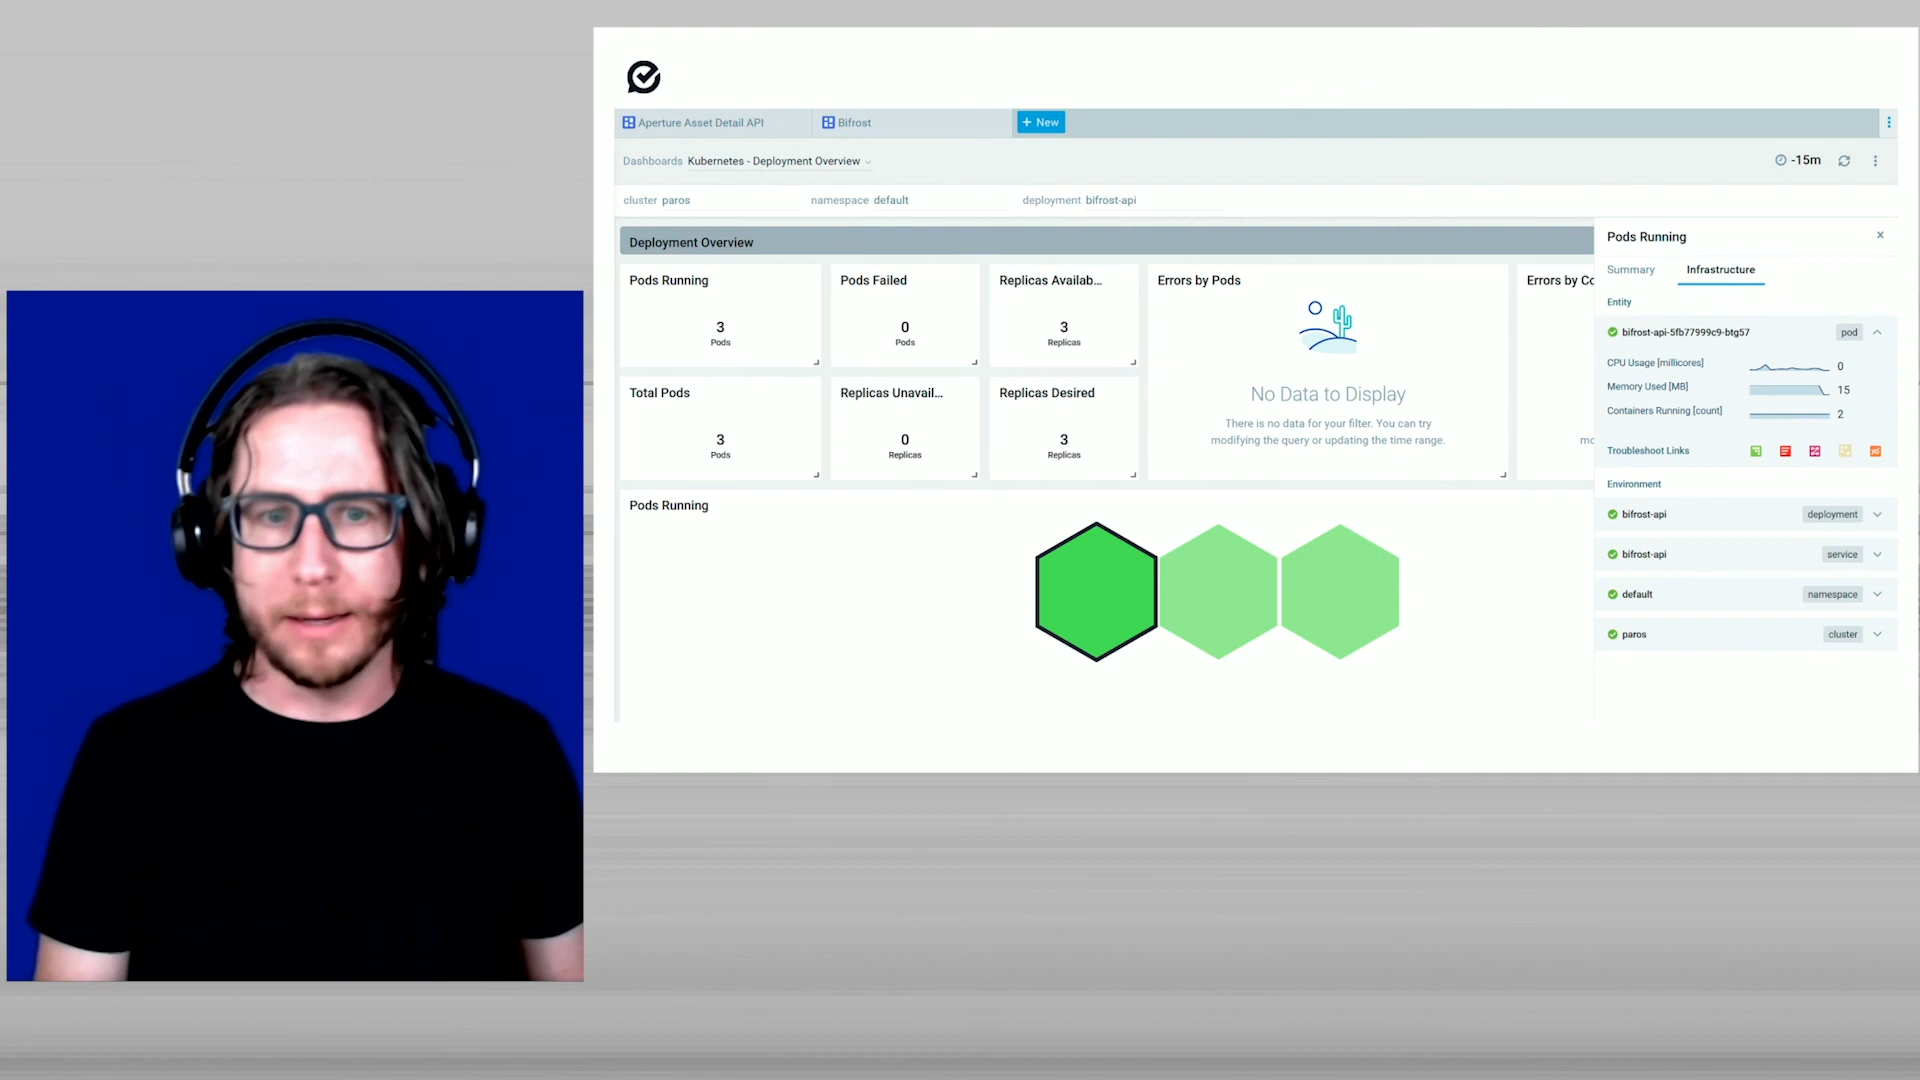 Aperture Asset Detail API
Bifrost
+ New
Dashboards Kubernetes - Deployment Overview
-15m
cluster paros
namespace default
deployment bifrost-api
Deployment Overview
Pods Running
3
Pods
Pods Failed
0
Pods
Replicas Availab...
3
Replicas
Errors by Pods
No Data to Display
There is no data for your filter. You can try
modifying the query or updating the time range.
Errors by Co
mo
Total Pods
3
Pods
Replicas Unavail...
0
Replicas
Replicas Desired
3
Replicas
Pods Running
Pods Running
x
Summary
Infrastructure
Entity
bifrost-api-5fb77999c9-btg57
pod
CPU Usage [millicores]
0
Memory Used [MB]
15
Containers Running [count]
2
Troubleshoot Links
Environment
bifrost-api
deployment
bifrost-api
service
default
namespace
paros
cluster